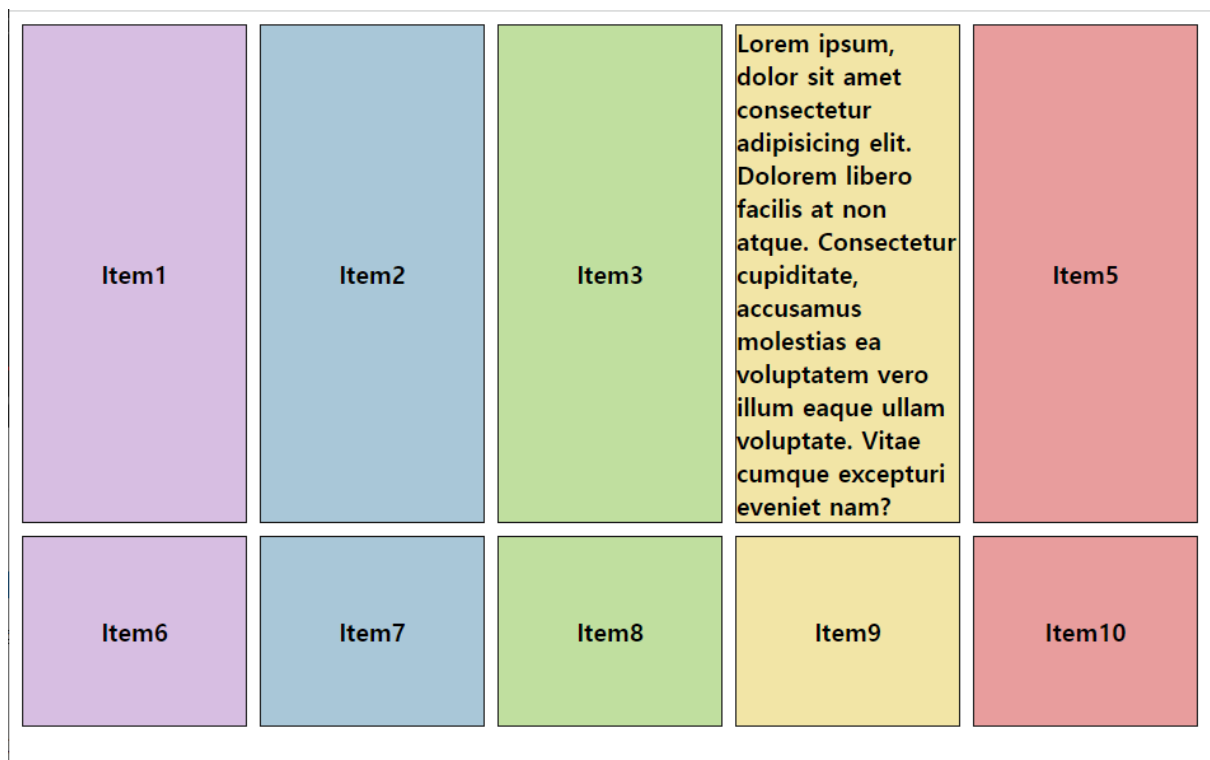 Item1
Item2
Item3
Lorem ipsum,
dolor sit amet
consectetur
adipisicing elit.
Dolorem libero
facilis at non
atque. Consectetur
cupiditate,
accusamus
molestias ea
voluptatem vero
illum eaque ullam
voluptate. Vitae
cumque excepturi
eveniet nam?
Item5
Item6
Item7
Item8
Item9
Item10